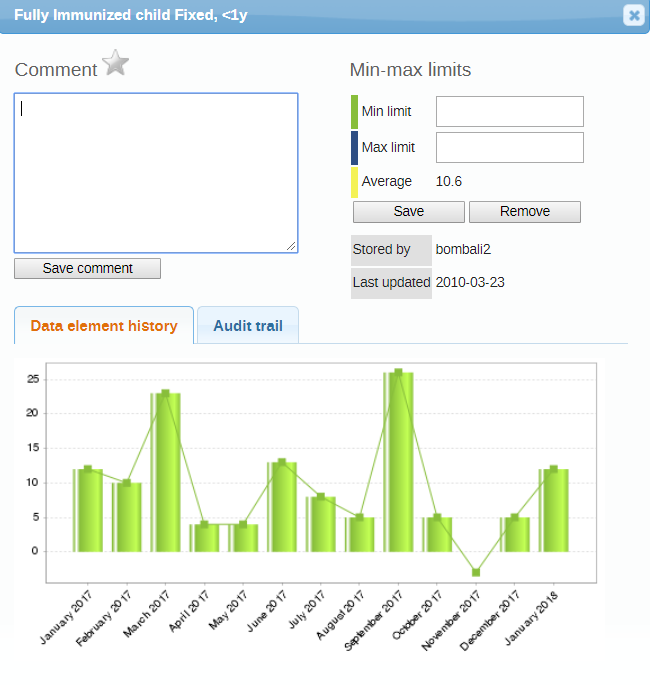 Fully Immunized child Fixed, <1y
Comment
Min-max limits
Min limit
Max limit
Average 10.6
Save Remove
Stored by bombali2
Save comment
Last updated 2010-03-23
Data element history Audit trail
25
20
15
10
5
0
January 2017
February 2017
March 2017
April 2017
May 2017
June 2017
July 2017
August 2017
September 2017
October 2017
November 2017
December 2017
January 2018